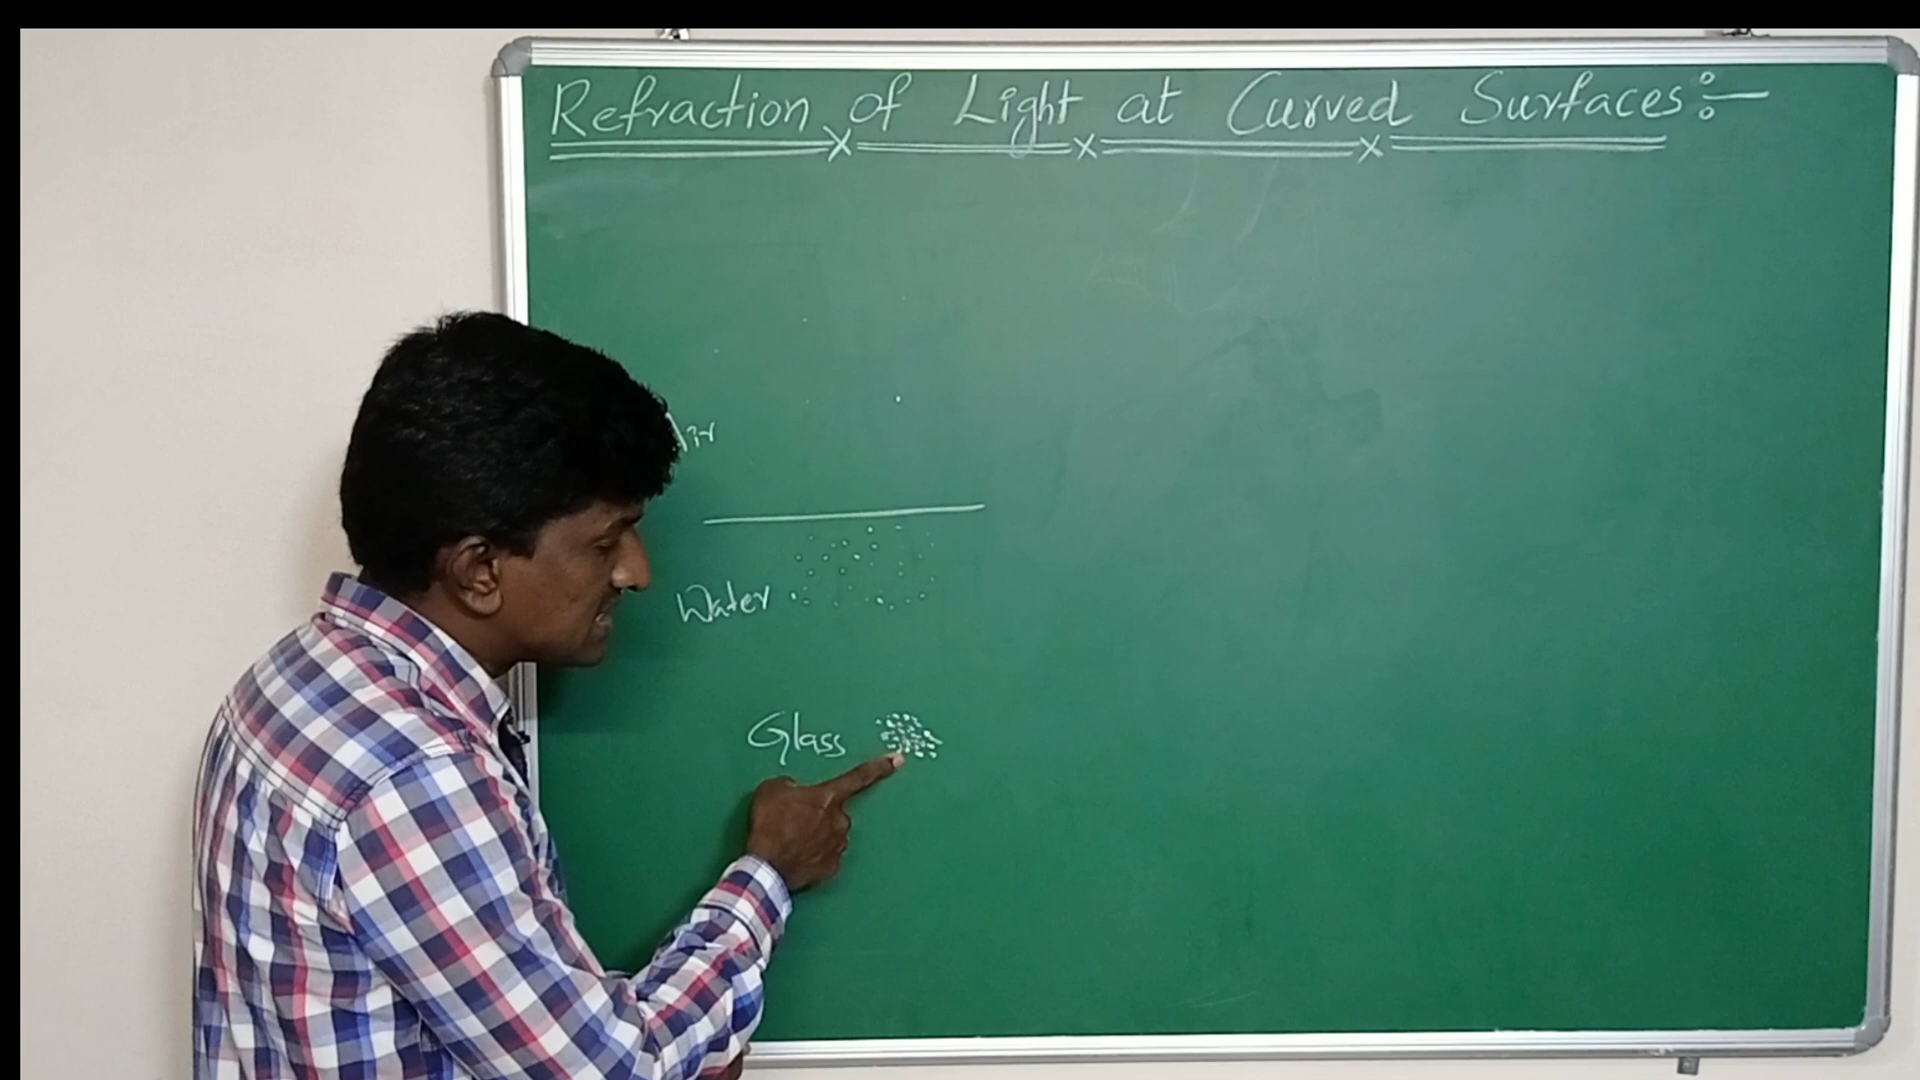 Refraction of Light at Curved Surfaces:-
Air
Water
Glass